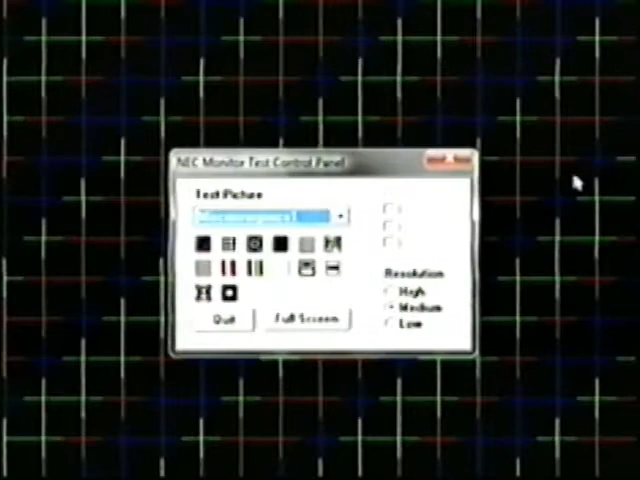 NEC Monitor Test Control Panel
Test Picture
Resolution
High
Medium
Low
Quit
Full Screen